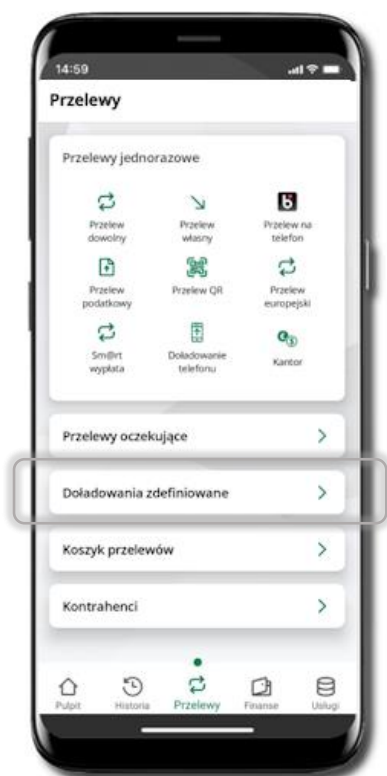 14:59
Przelewy
Przelewy jednorazowe
Przelew
dowolny
Przelew
własny
Przelew na
telefon
Przelew
podatkowy
Przelew QR
Przelew
europejski
Sm@rt
wypłata
Doładowanie
telefonu
Kantor
Przelewy oczekujące
Doładowania zdefiniowane
Koszyk przelewów
Kontrahenci
Pulpit
Historia
Przelewy
Finanse
Usługi